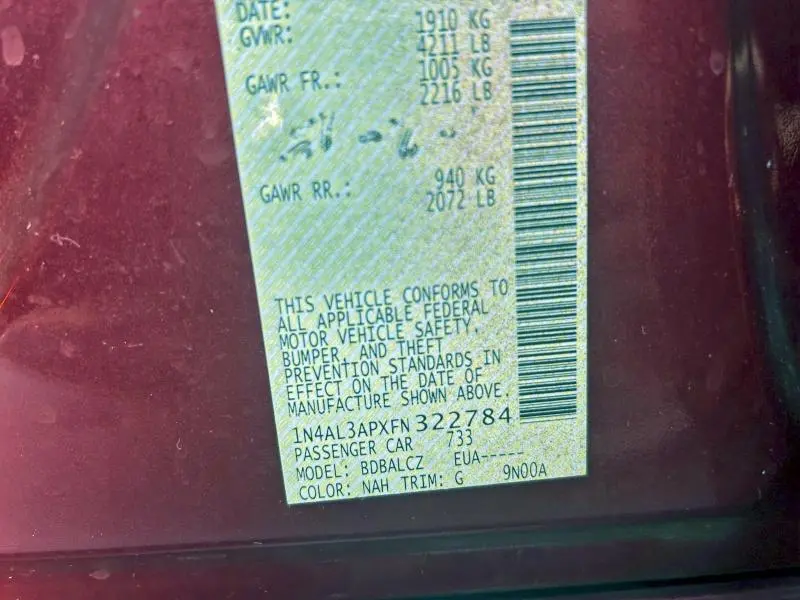 DATE:
GVWR: 1910 KG
4211 LB
GAWR FR.: 1005 KG
2216 LB
GAWR RR.: 940 KG
2072 LB
THIS VEHICLE CONFORMS TO
ALL APPLICABLE FEDERAL
MOTOR VEHICLE SAFETY,
BUMPER, AND THEFT
PREVENTION STANDARDS IN
EFFECT ON THE DATE OF
MANUFACTURE SHOWN ABOVE.
1N4AL3APXFN322784
PASSENGER CAR 733
MODEL: BDBALCZ EUA-----
COLOR: NAH TRIM: G 9N00A